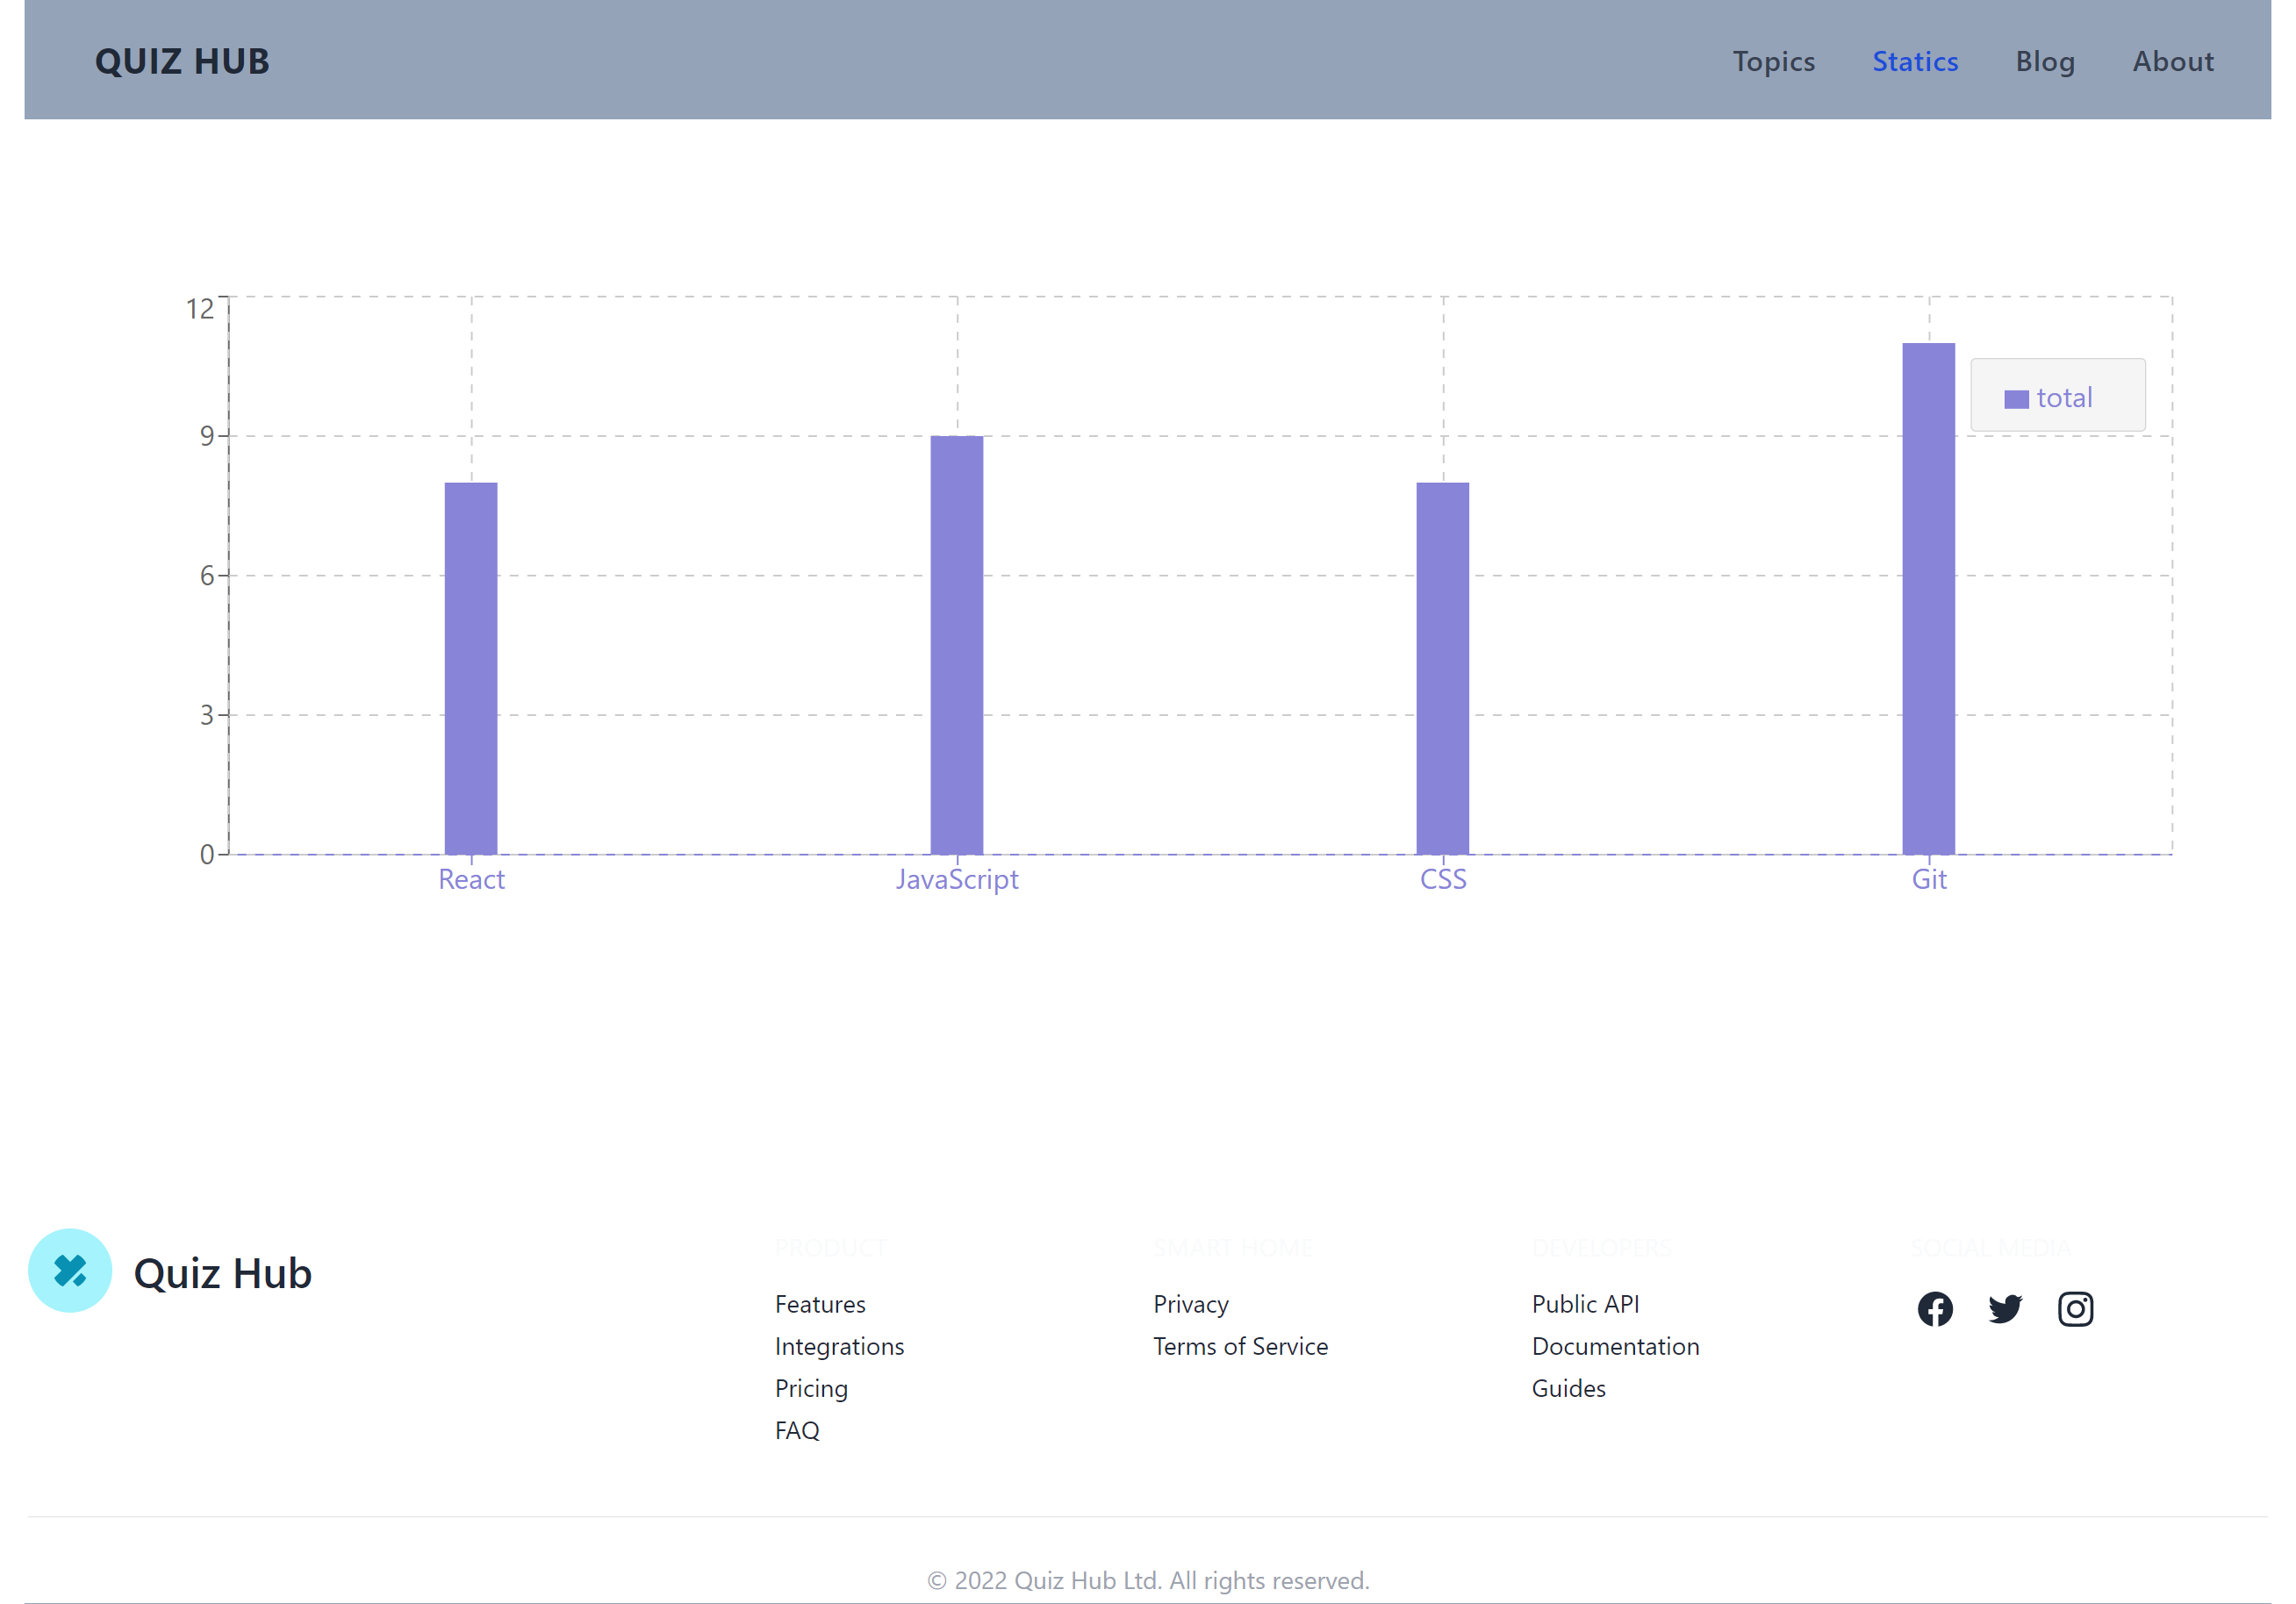 QUIZ HUB
Topics Statics Blog About
12
9
6
3
0
total
React JavaScript CSS Git
Quiz Hub
PRODUCT
Features
Integrations
Pricing
FAQ
SMART HOME
Privacy
Terms of Service
DEVELOPERS
Public API
Documentation
Guides
SOCIAL MEDIA
© 2022 Quiz Hub Ltd. All rights reserved.